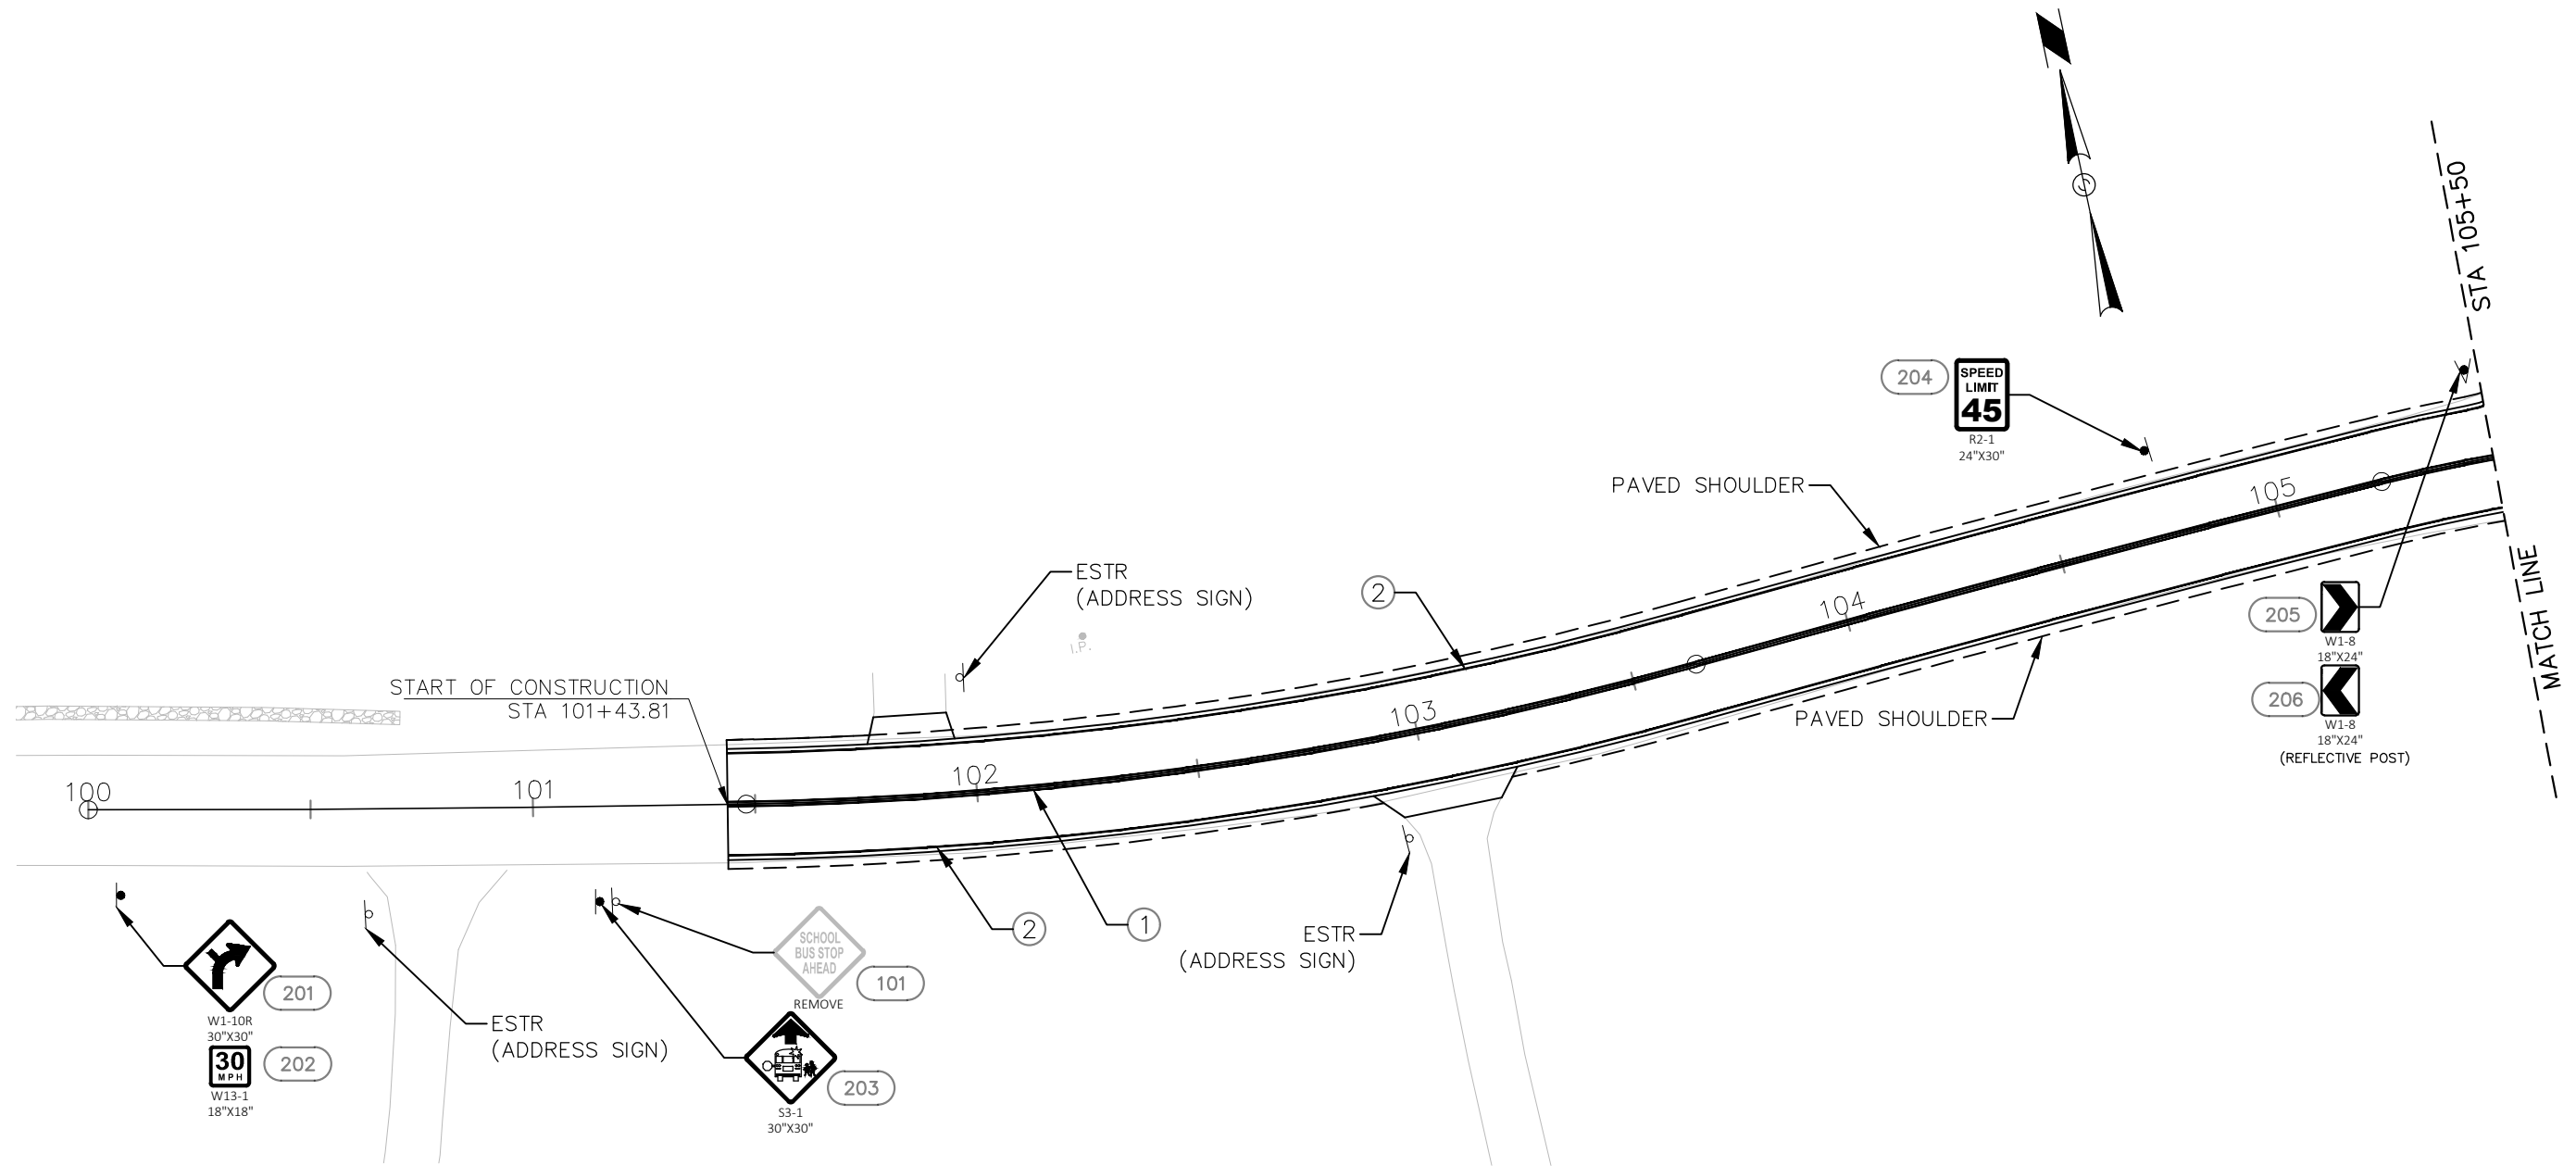 STA 105+50
MATCH LINE
204
SPEED
LIMIT
45
R2-1
24"X30"
PAVED SHOULDER
105
ESTR
(ADDRESS SIGN)
2
104
205
W1-8
18"X24"
206
W1-8
18"X24"
(REFLECTIVE POST)
I.P.
START OF CONSTRUCTION
STA 101+43.81
103
PAVED SHOULDER
100
101
102
2
1
ESTR
(ADDRESS SIGN)
201
W1-10R
30"X30"
30
MPH
202
W13-1
18"X18"
ESTR
(ADDRESS SIGN)
SCHOOL
BUS STOP
AHEAD
101
REMOVE
203
S3-1
30"X30"